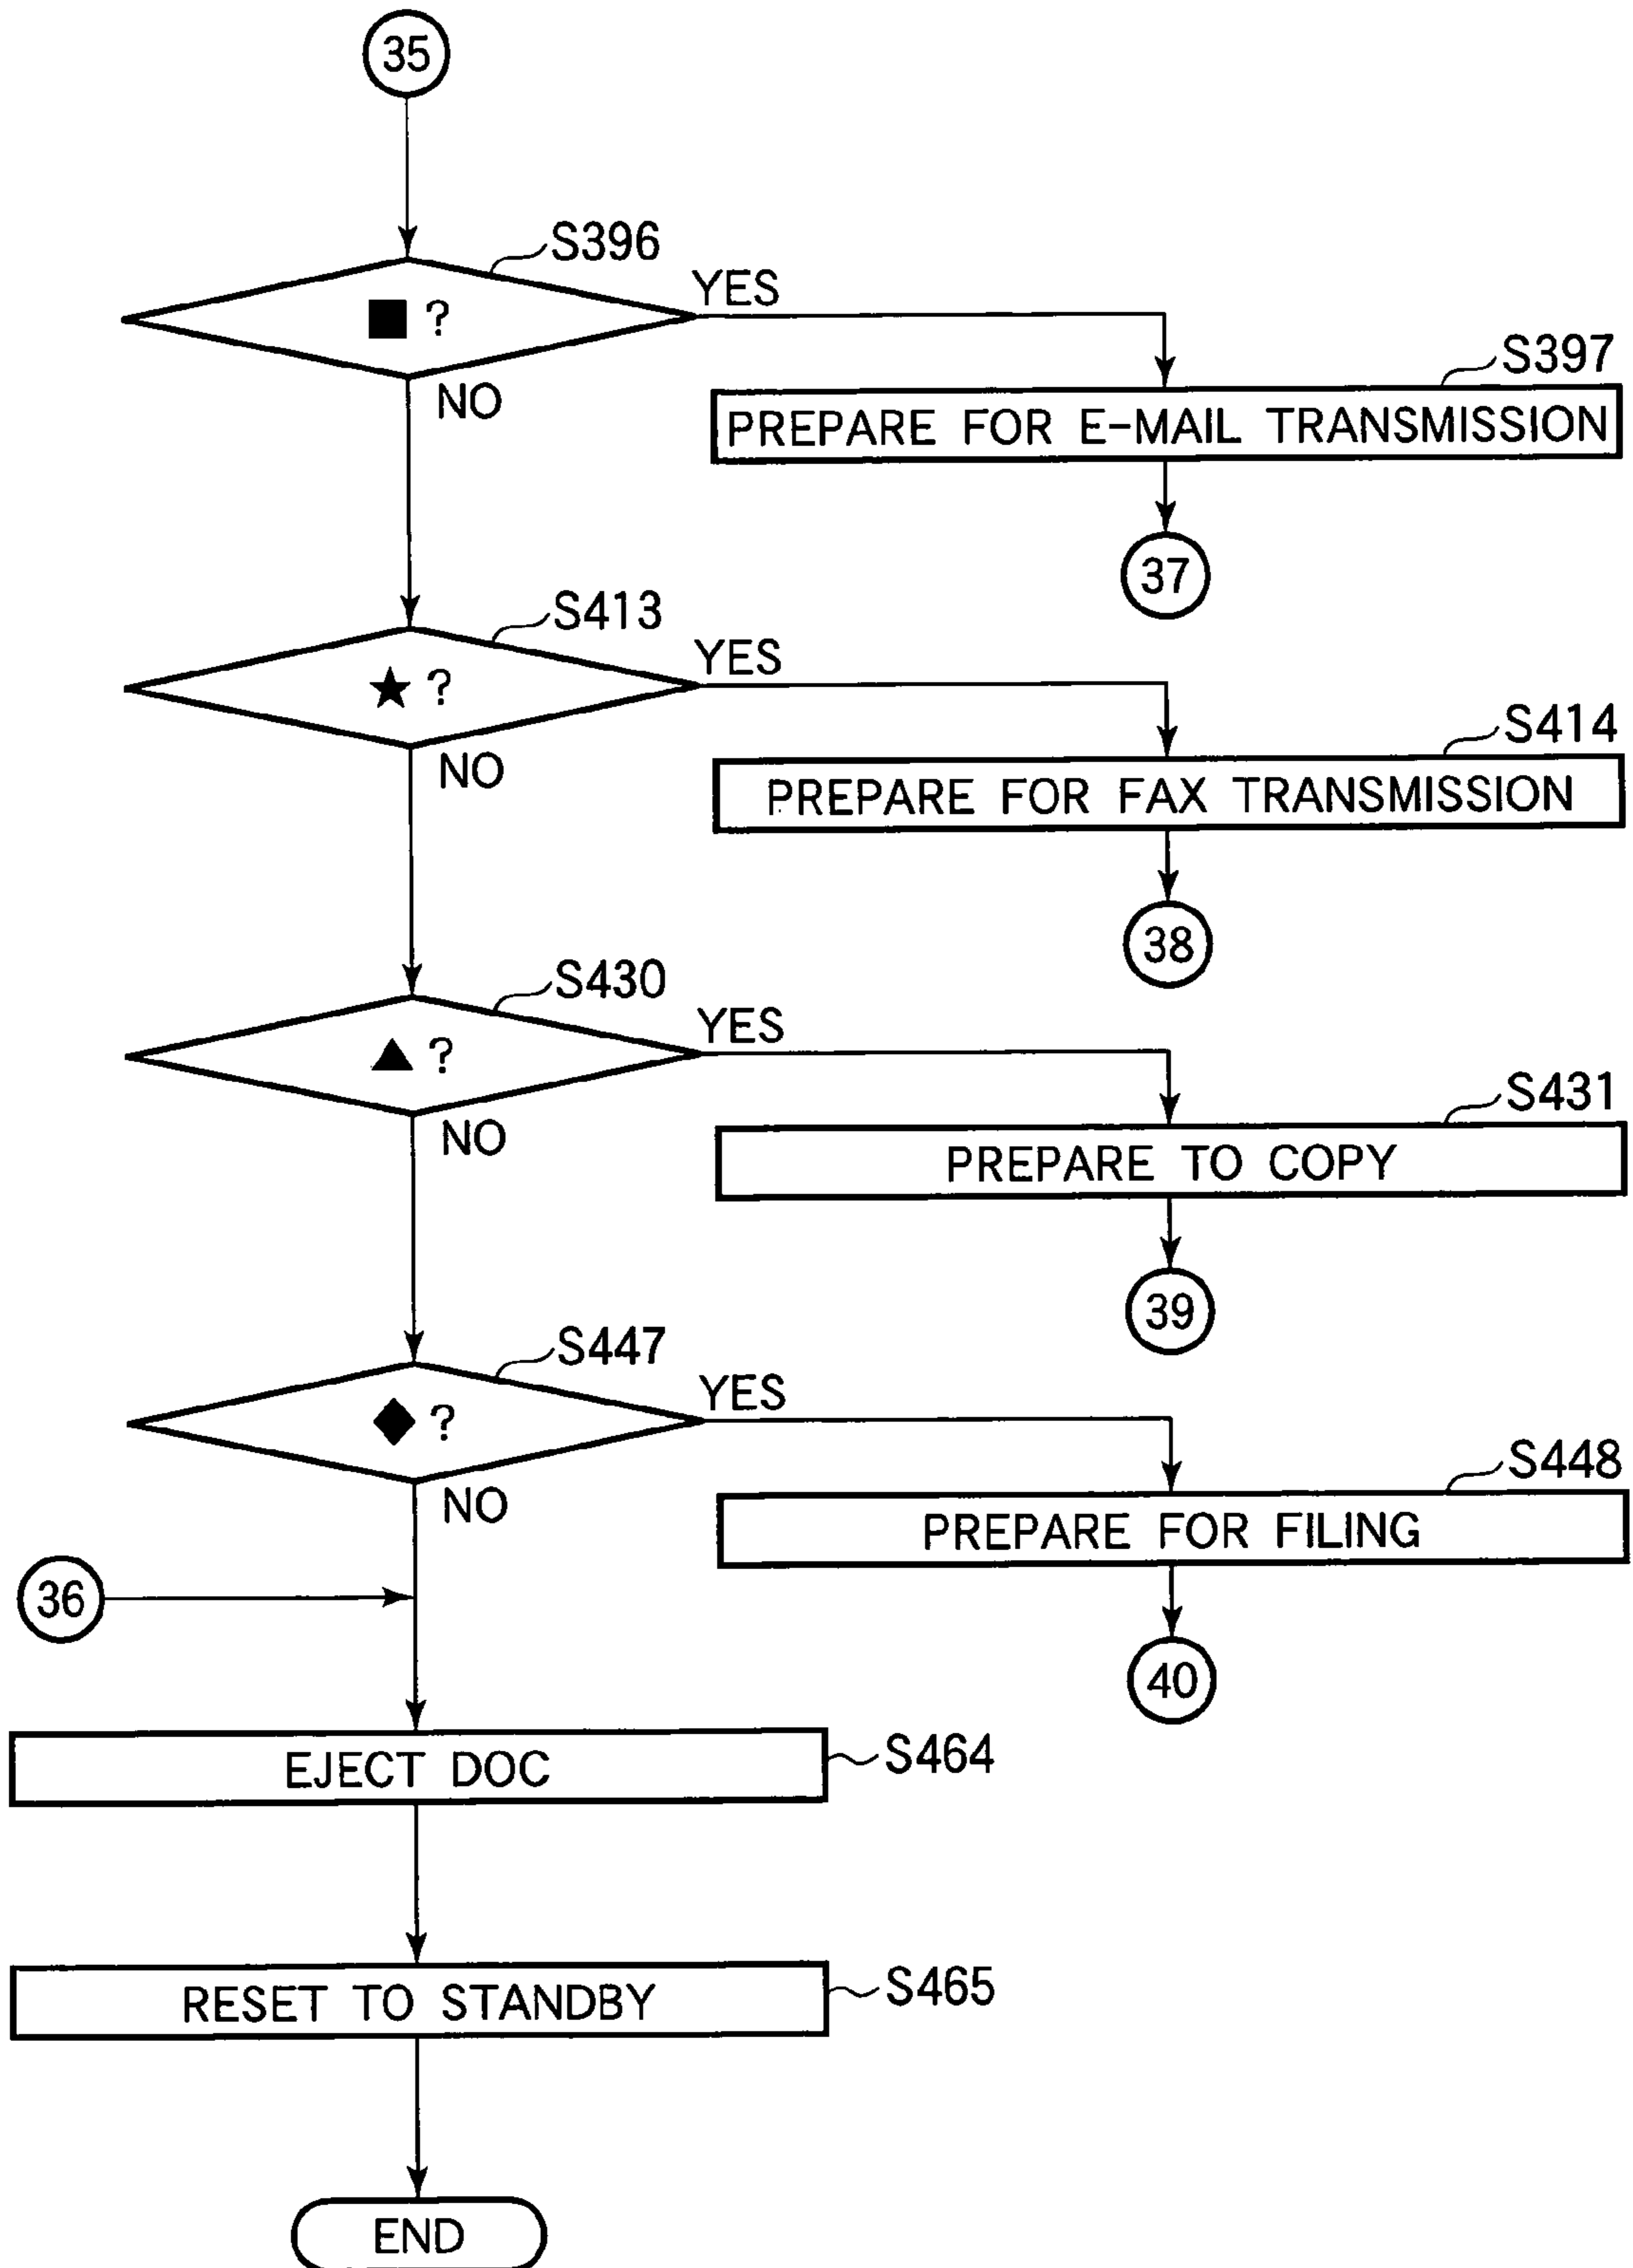 35
S396
■ ?
YES
NO
S397
PREPARE FOR E-MAIL TRANSMISSION
37
S413
★ ?
YES
NO
S414
PREPARE FOR FAX TRANSMISSION
38
S430
▲ ?
YES
NO
S431
PREPARE TO COPY
39
S447
◆ ?
YES
NO
S448
PREPARE FOR FILING
36
40
EJECT DOC
S464
RESET TO STANDBY
S465
END